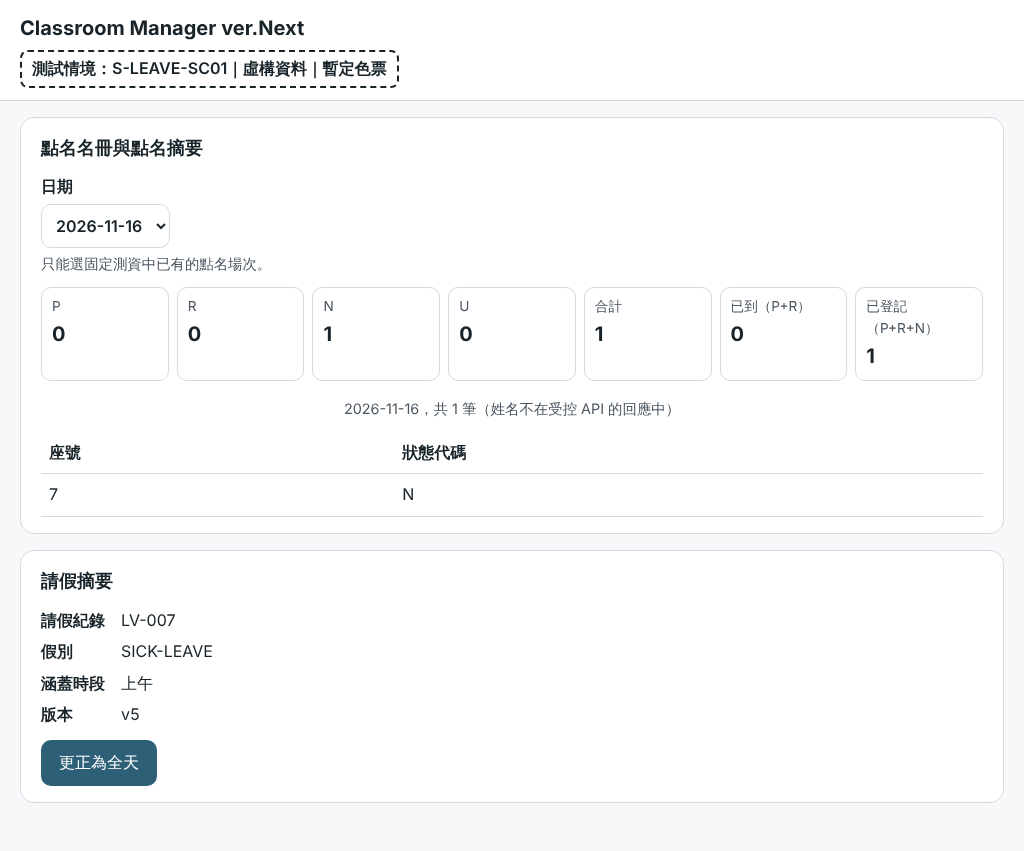 Classroom Manager ver.Next
測試情境：S-LEAVE-SC01｜虛構資料｜暫定色票
點名名冊與點名摘要
日期
2026-11-16
只能選固定測資中已有的點名場次。
P
0
R
0
N
1
U
0
合計
1
已到（P+R）
0
已登記
（P+R+N）
1
2026-11-16，共 1 筆（姓名不在受控 API 的回應中）
座號 狀態代碼
7 N
請假摘要
請假紀錄 LV-007
假別 SICK-LEAVE
涵蓋時段 上午
版本 v5
更正為全天